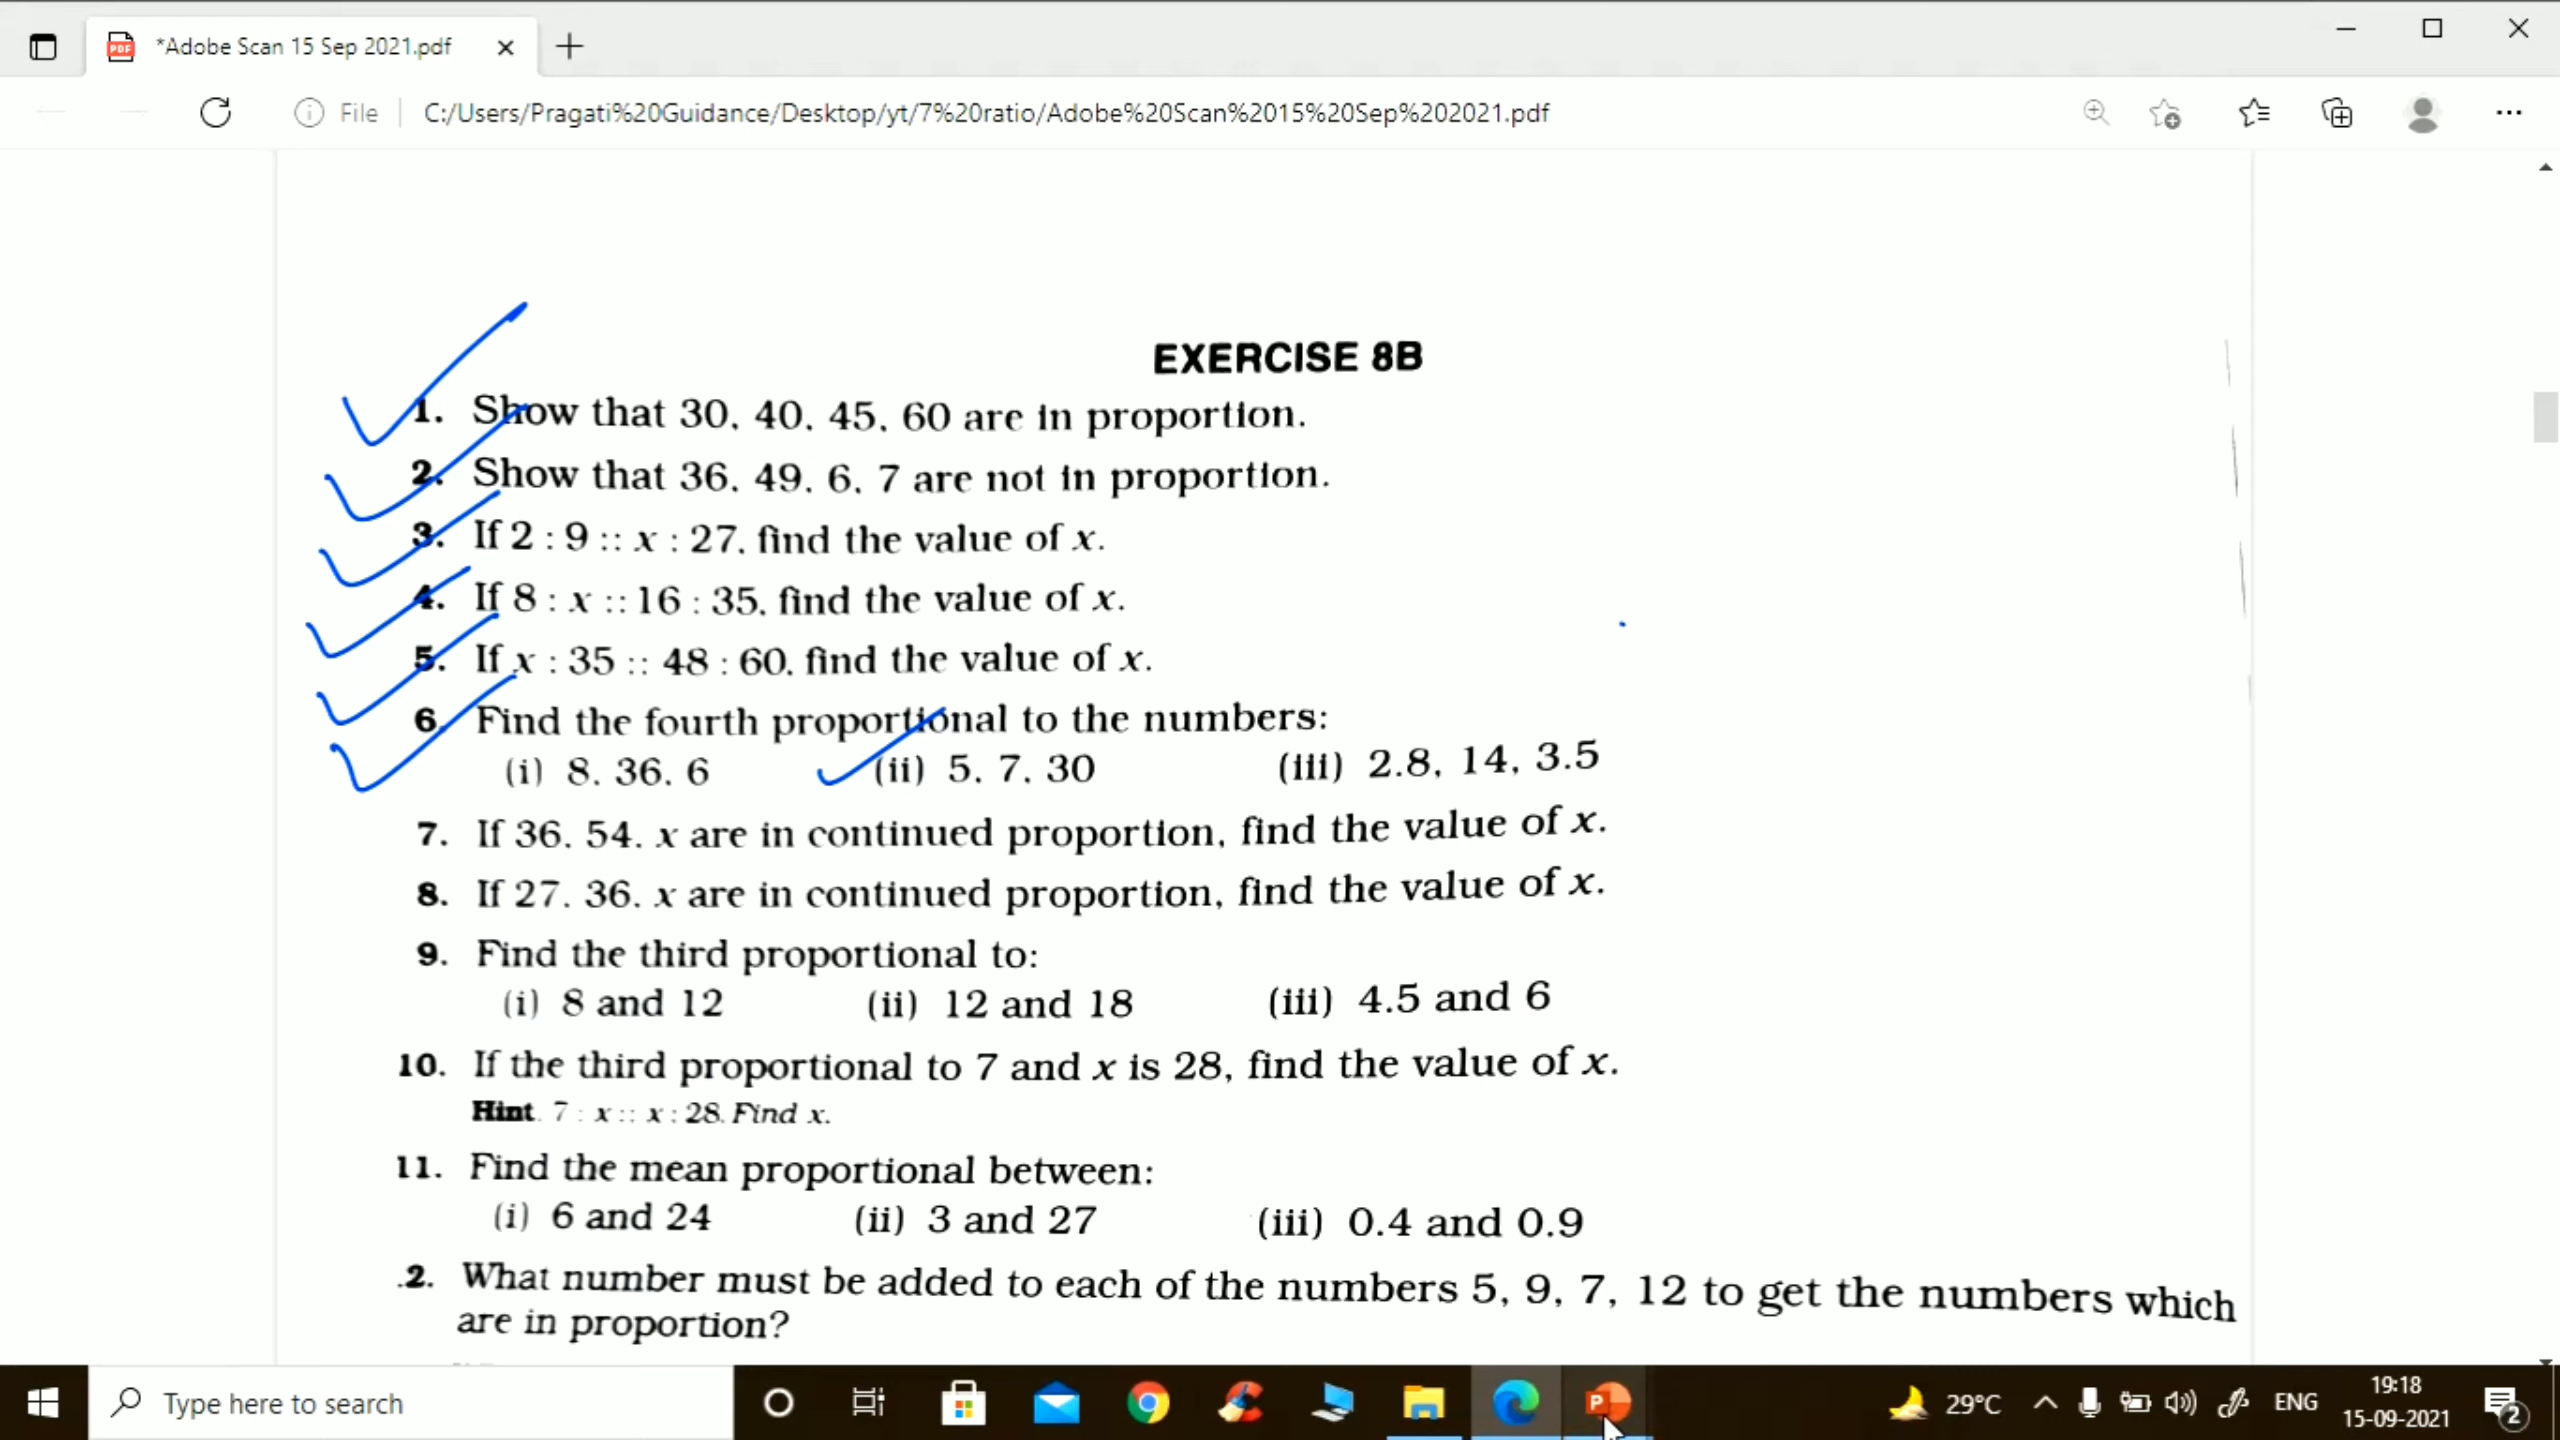 *Adobe Scan 15 Sep 2021.pdf
File C:/Users/Pragati%20Guidance/Desktop/yt/7%20ratio/Adobe%20Scan%2015%20Sep%202021.pdf
EXERCISE 8B
1. Show that 30, 40, 45, 60 are in proportion.
2. Show that 36, 49, 6, 7 are not in proportion.
3. If 2 : 9 :: x : 27, find the value of x.
4. If 8 : x :: 16 : 35, find the value of x.
5. If x : 35 :: 48 : 60, find the value of x.
6. Find the fourth proportional to the numbers:
(i) 8, 36, 6 (ii) 5, 7, 30 (iii) 2.8, 14, 3.5
7. If 36, 54, x are in continued proportion, find the value of x.
8. If 27, 36, x are in continued proportion, find the value of x.
9. Find the third proportional to:
(i) 8 and 12 (ii) 12 and 18 (iii) 4.5 and 6
10. If the third proportional to 7 and x is 28, find the value of x.
Hint. 7 : x :: x : 28. Find x.
11. Find the mean proportional between:
(i) 6 and 24 (ii) 3 and 27 (iii) 0.4 and 0.9
2. What number must be added to each of the numbers 5, 9, 7, 12 to get the numbers which
are in proportion?
Type here to search 29°C ENG 19:18
15-09-2021 2